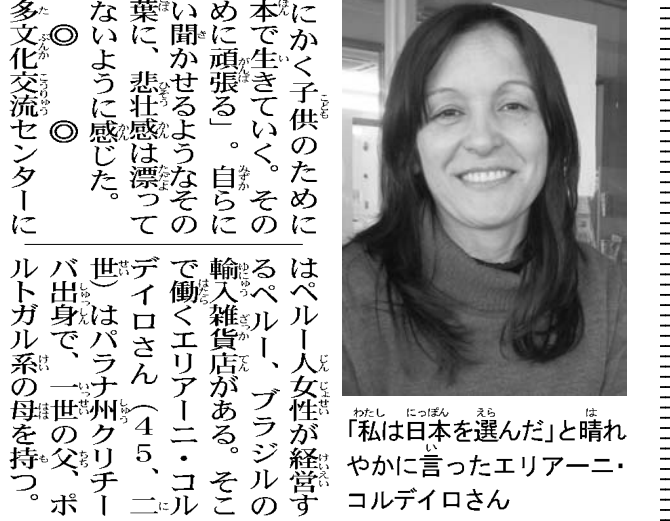 にかく子供のために
本で生きていく。その
めに頑張る」。自らに
い聞かせるようなその
葉に、悲壮感は漂って
ないように感じた。
◎　　◎
多文化交流センターに
はペルー人女性が経営す
るペルー、ブラジルの
輸入雑貨店がある。そこ
で働くエリアーニ・コル
デイロさん（４５、二
世）はパラナ州クリチー
バ出身で、一世の父、ポ
ルトガル系の母を持つ。
「私は日本を選んだ」と晴れ
やかに言ったエリアーニ・
コルデイロさん